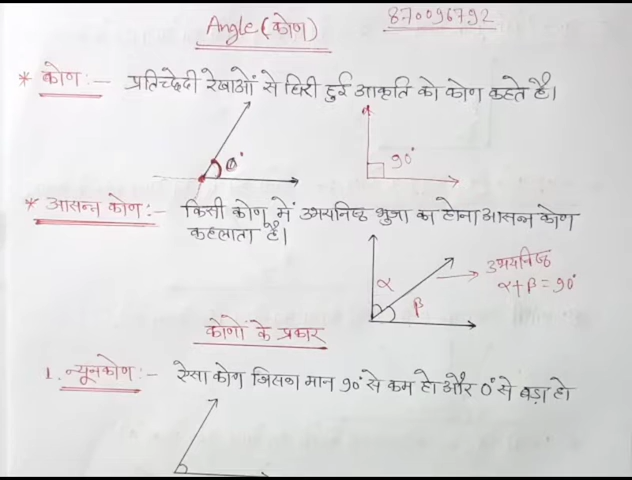 Angle (कोण)
870096792
* कोण :- प्रतिच्छेदी रेखाओं से घिरी हुई आकृति को कोण कहते है।
θ°
90°
* आसन्न कोण :- किसी कोण में उभयनिष्ठ भुजा का होना आसन्न कोण
कहलाता है।
उभयनिष्ठ
α
α+β=90°
β
कोणों के प्रकार
1. न्यूनकोण :- ऐसा कोण जिसका मान 90° से कम हो और 0° से बड़ा हो